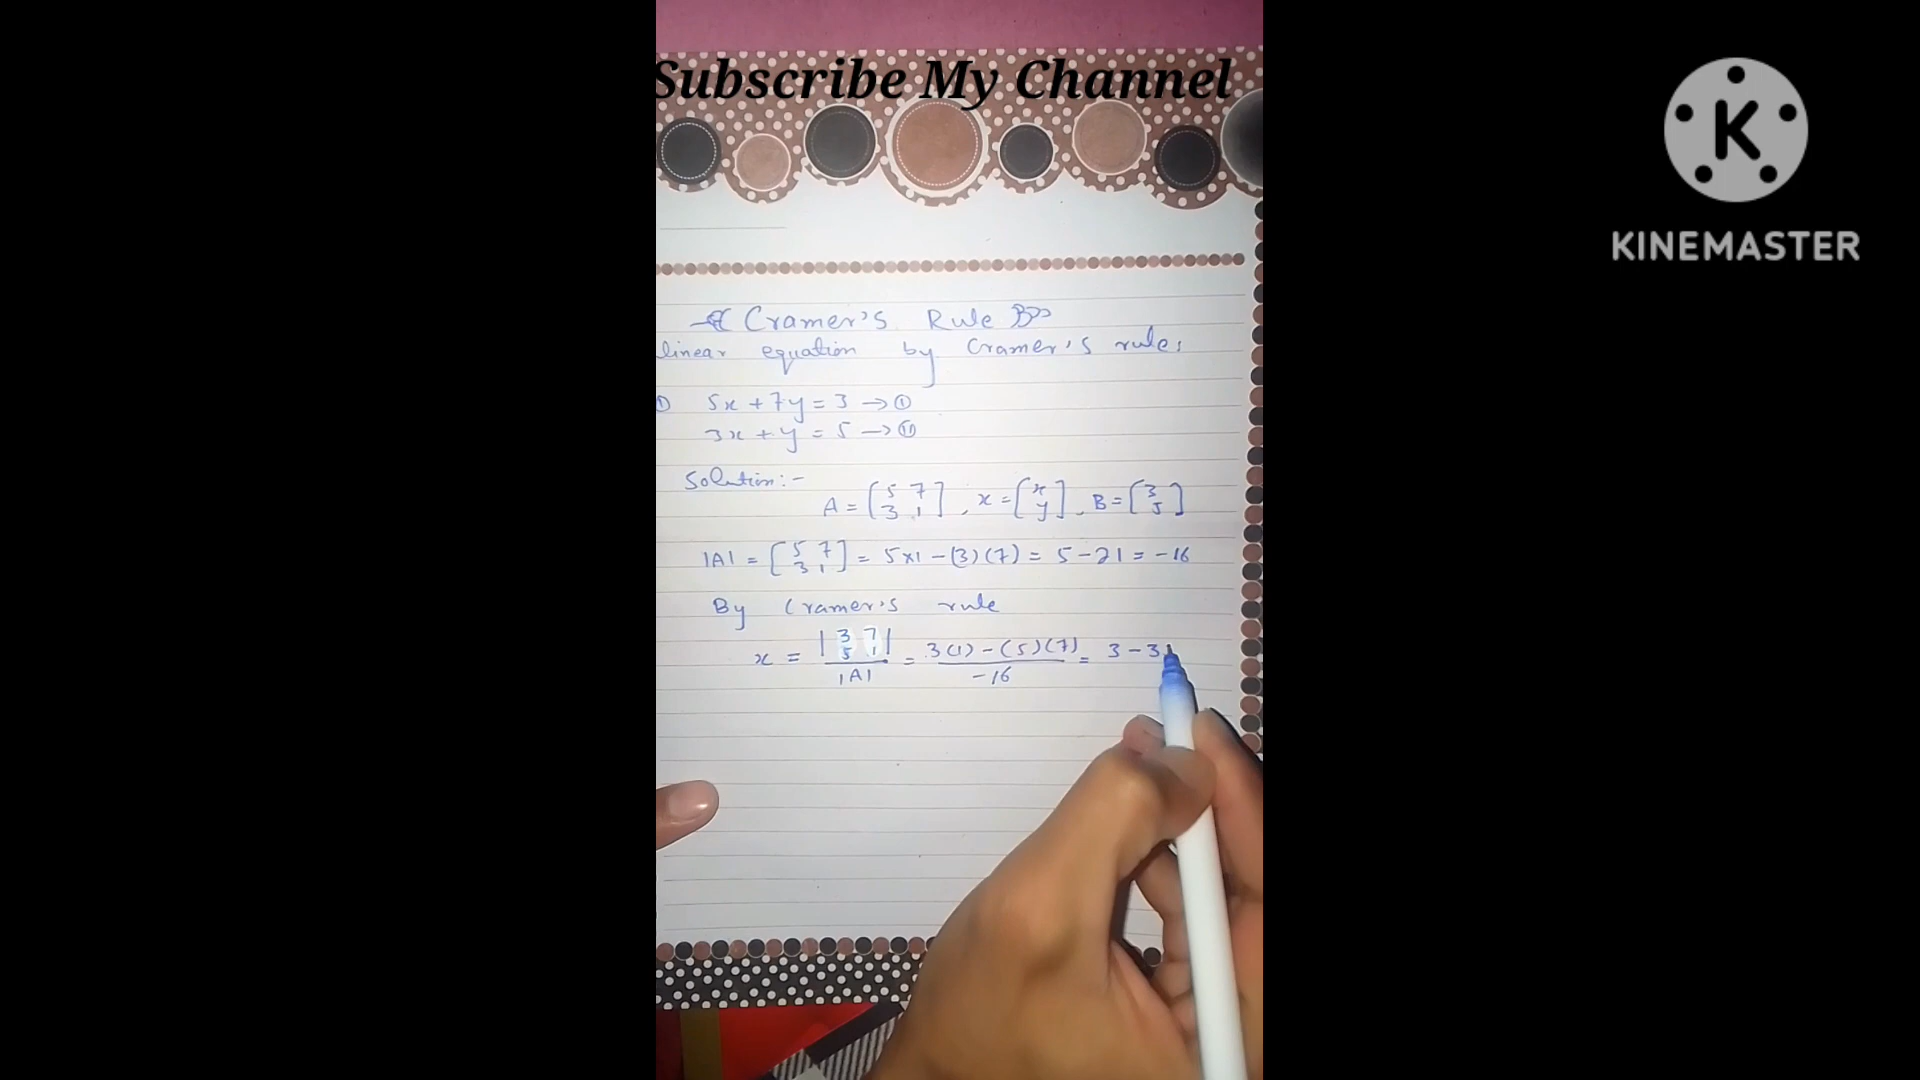 Subscribe My Channel
K
KINEMASTER
Cramer's Rule
linear equation by Cramer's rule:
① 5x + 7y = 3 → ①
3x + y = 5 → ⑪
Solution:-
A = [5 7 3 1], x = [x y], B = [3 5]
|A| = [5 7 3 1] = 5×1 - (3)(7) = 5 - 21 = -16
By Cramer's rule
x = |3 7 5 1| / |A| = 3(1) - (5)(7) / -16 = 3 - 3